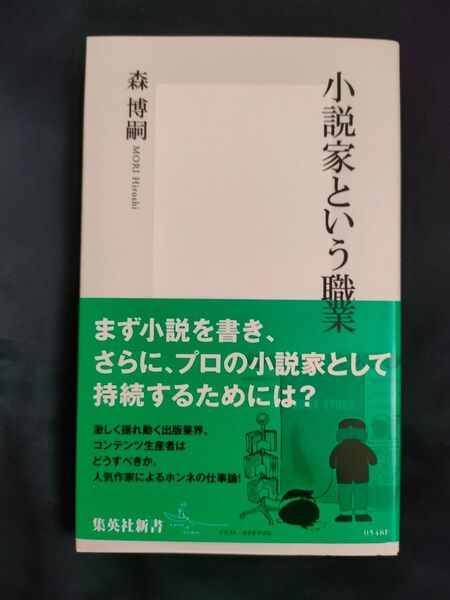 小説家という職業
森 博嗣
MORI Hiroshi
まず小説を書き、
さらに、プロの小説家として
持続するためには？
激しく揺れ動く出版業界。
コンテンツ生産者は
どうすべきか。
人気作家によるホンネの仕事論！
BOOK STORE
集英社新書
0548F